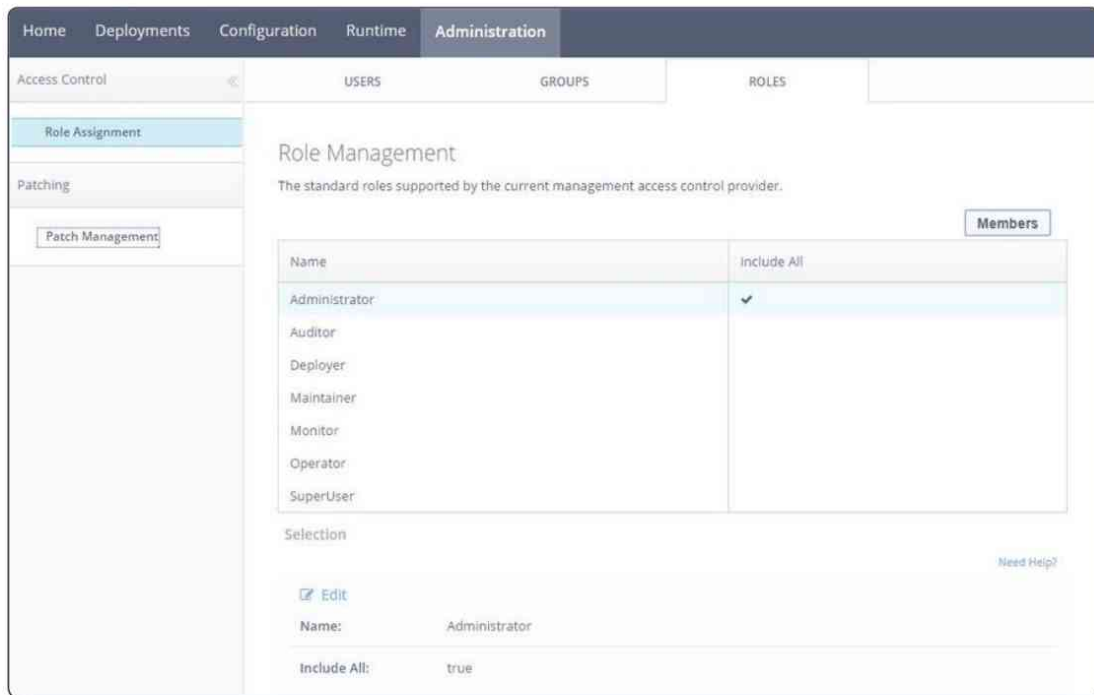 Home Deployments Configuration Runtime Administration
Access Control «
USERS GROUPS ROLES
Role Assignment
Role Management
Patching
The standard roles supported by the current management access control provider.
Members
Patch Management
Name Include All
Administrator ✔
Auditor
Deployer
Maintainer
Monitor
Operator
SuperUser
Selection
Need Help?
Edit
Name: Administrator
Include All: true